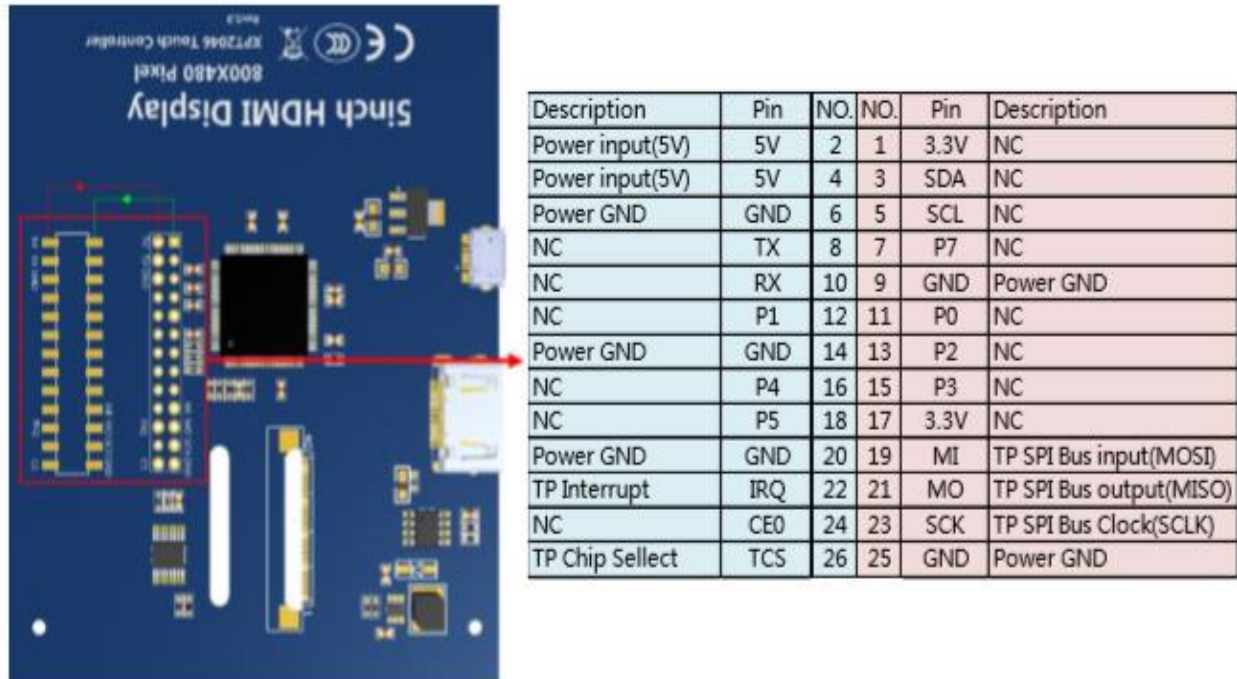 5inch HDMI Display
800X480 Pixel
XPT2046 Touch Controller
CE
Description Pin NO. NO. Pin Description
Power input(5V) 5V 2 1 3.3V NC
Power input(5V) 5V 4 3 SDA NC
Power GND GND 6 5 SCL NC
NC TX 8 7 P7 NC
NC RX 10 9 GND Power GND
NC P1 12 11 P0 NC
Power GND GND 14 13 P2 NC
NC P4 16 15 P3 NC
NC P5 18 17 3.3V NC
Power GND GND 20 19 MI TP SPI Bus input(MOSI)
TP Interrupt IRQ 22 21 MO TP SPI Bus output(MISO)
NC CE0 24 23 SCK TP SPI Bus Clock(SCLK)
TP Chip Sellect TCS 26 25 GND Power GND